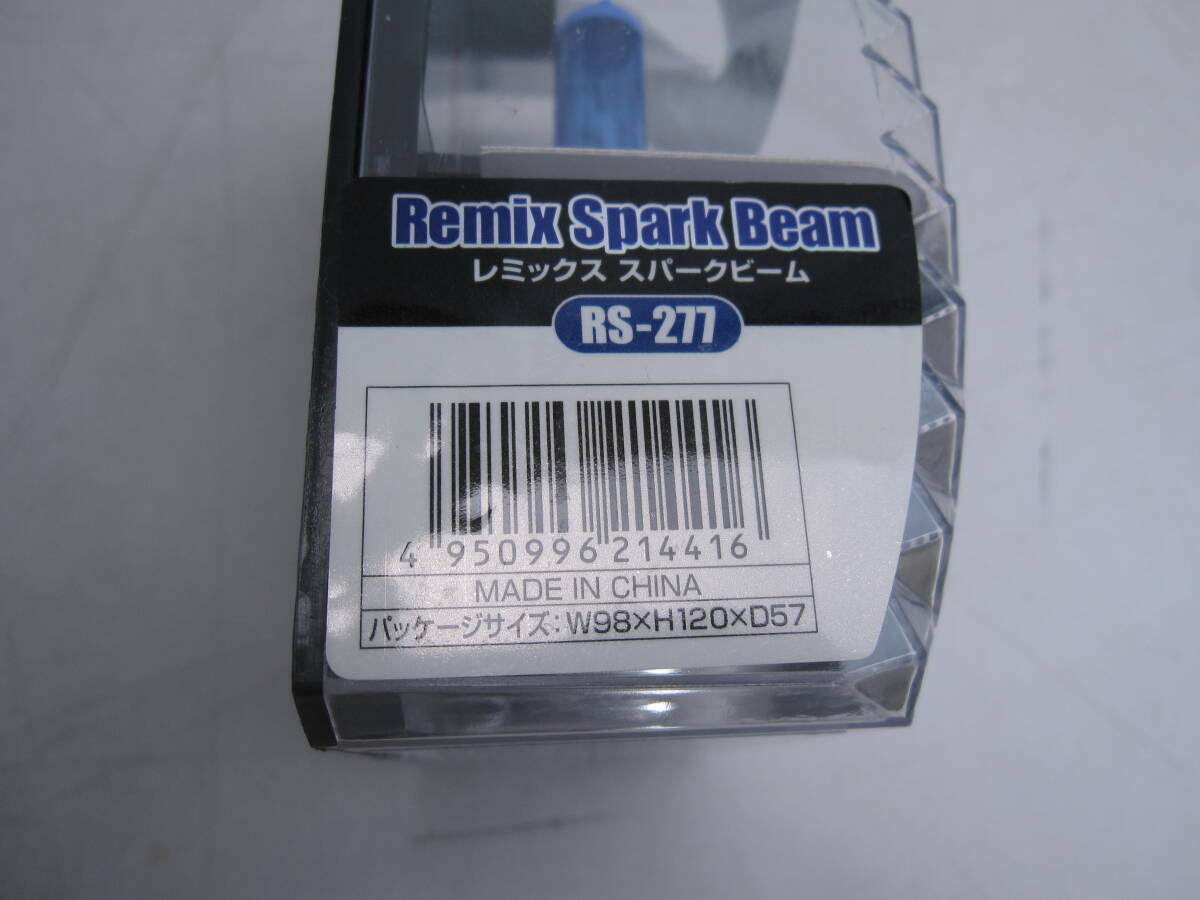 Remix Spark Beam
レミックス スパークビーム
RS-277
4 950996 214416
MADE IN CHINA
パッケージサイズ：W98×H120×D57